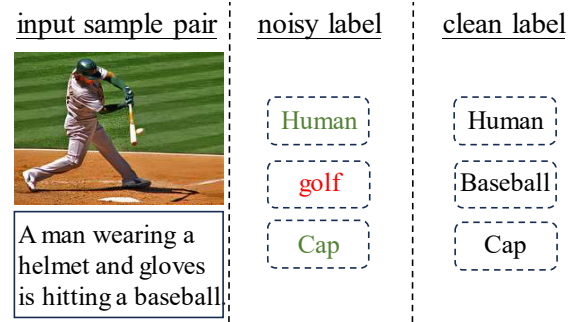 input sample pair
noisy label
clean label
Human
golf
Cap
Human
Baseball
Cap
A man wearing a
helmet and gloves
is hitting a baseball.